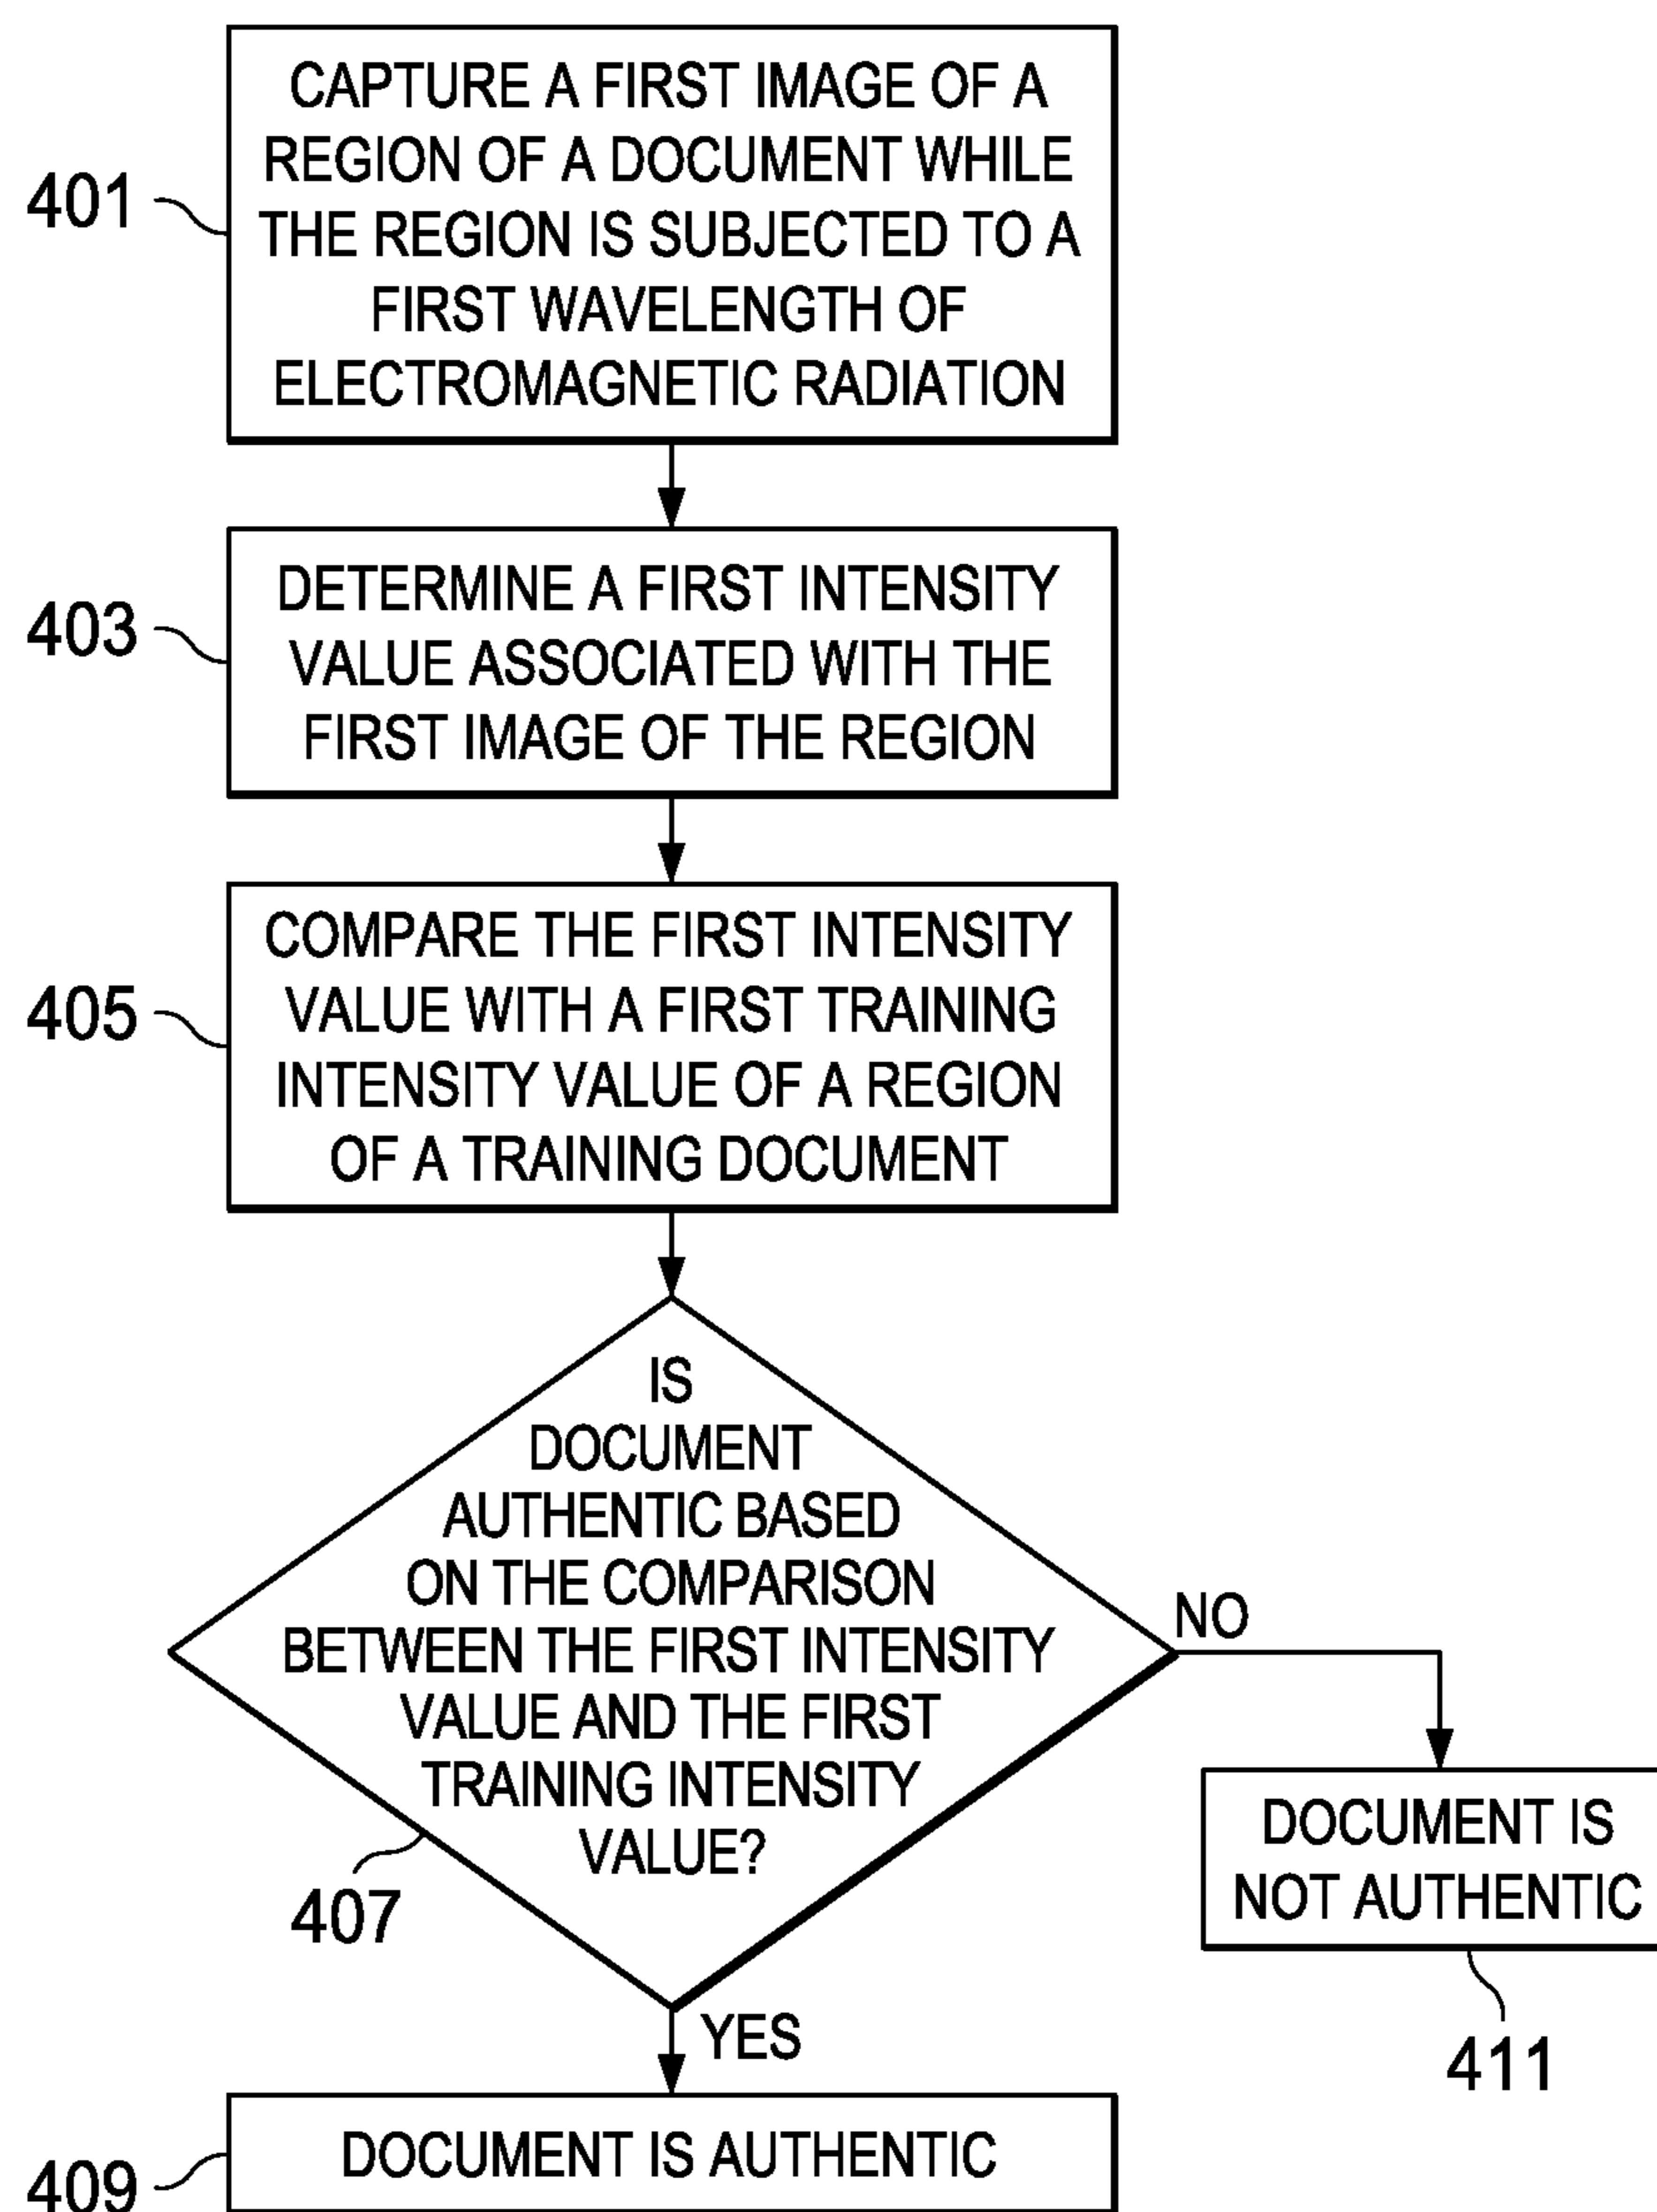 401
CAPTURE A FIRST IMAGE OF A
REGION OF A DOCUMENT WHILE
THE REGION IS SUBJECTED TO A
FIRST WAVELENGTH OF
ELECTROMAGNETIC RADIATION
403
DETERMINE A FIRST INTENSITY
VALUE ASSOCIATED WITH THE
FIRST IMAGE OF THE REGION
405
COMPARE THE FIRST INTENSITY
VALUE WITH A FIRST TRAINING
INTENSITY VALUE OF A REGION
OF A TRAINING DOCUMENT
IS
DOCUMENT
AUTHENTIC BASED
ON THE COMPARISON
BETWEEN THE FIRST INTENSITY
VALUE AND THE FIRST
TRAINING INTENSITY
VALUE?
407
NO
DOCUMENT IS
NOT AUTHENTIC
411
YES
409
DOCUMENT IS AUTHENTIC